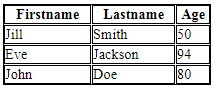 Firstname Lastname Age
Jill Smith 50
Eve Jackson 94
John Doe 80